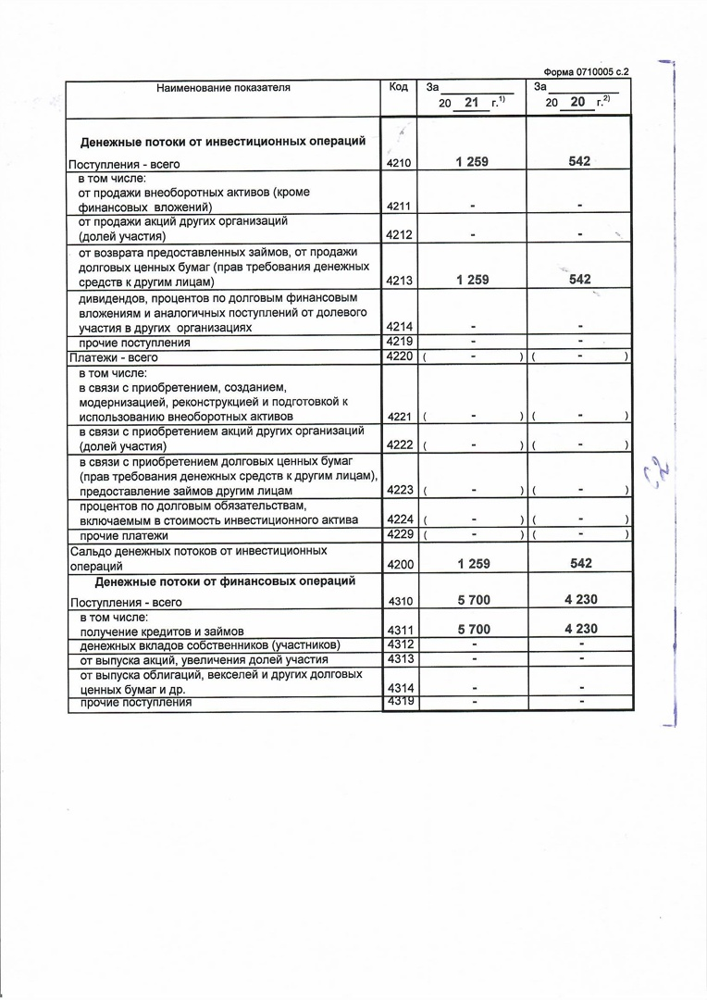 Форма 0710005 с.2
Наименование показателя Код За За
20 21 г.1) 20 20 г.2)
Денежные потоки от инвестиционных операций
Поступления - всего 4210 1 259 542
в том числе:
от продажи внеоборотных активов (кроме
финансовых вложений) 4211 - -
от продажи акций других организаций
(долей участия) 4212 - -
от возврата предоставленных займов, от продажи
долговых ценных бумаг (прав требования денежных
средств к другим лицам) 4213 1 259 542
дивидендов, процентов по долговым финансовым
вложениям и аналогичных поступлений от долевого
участия в других организациях 4214 - -
прочие поступления 4219 - -
Платежи - всего 4220 ( - ) ( - )
в том числе:
в связи с приобретением, созданием,
модернизацией, реконструкцией и подготовкой к
использованию внеоборотных активов 4221 ( - ) ( - )
в связи с приобретением акций других организаций
(долей участия) 4222 ( - ) ( - )
в связи с приобретением долговых ценных бумаг
(прав требования денежных средств к другим лицам),
предоставление займов другим лицам 4223 ( - ) ( - )
процентов по долговым обязательствам,
включаемым в стоимость инвестиционного актива 4224 ( - ) ( - )
прочие платежи 4229 ( - ) ( - )
Сальдо денежных потоков от инвестиционных
операций 4200 1 259 542
Денежные потоки от финансовых операций
Поступления - всего 4310 5 700 4 230
в том числе:
получение кредитов и займов 4311 5 700 4 230
денежных вкладов собственников (участников) 4312 - -
от выпуска акций, увеличения долей участия 4313 - -
от выпуска облигаций, векселей и других долговых
ценных бумаг и др. 4314 - -
прочие поступления 4319 - -